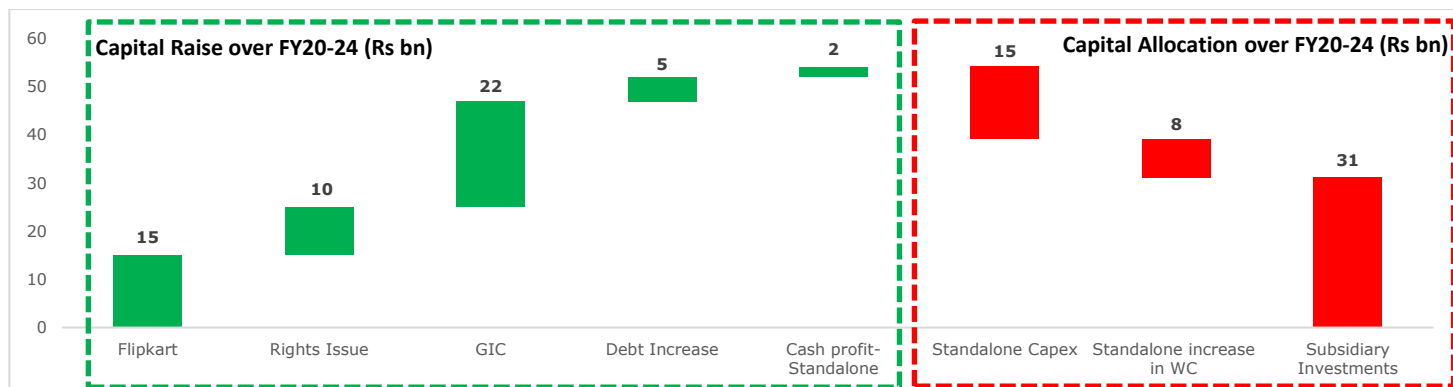 Capital Raise over FY20-24 (Rs bn)
Capital Allocation over FY20-24 (Rs bn)
60
50
40
30
20
10
0
15
10
22
5
2
15
8
31
Flipkart
Rights Issue
GIC
Debt Increase
Cash profit-
Standalone
Standalone Capex
Standalone increase
in WC
Subsidiary
Investments